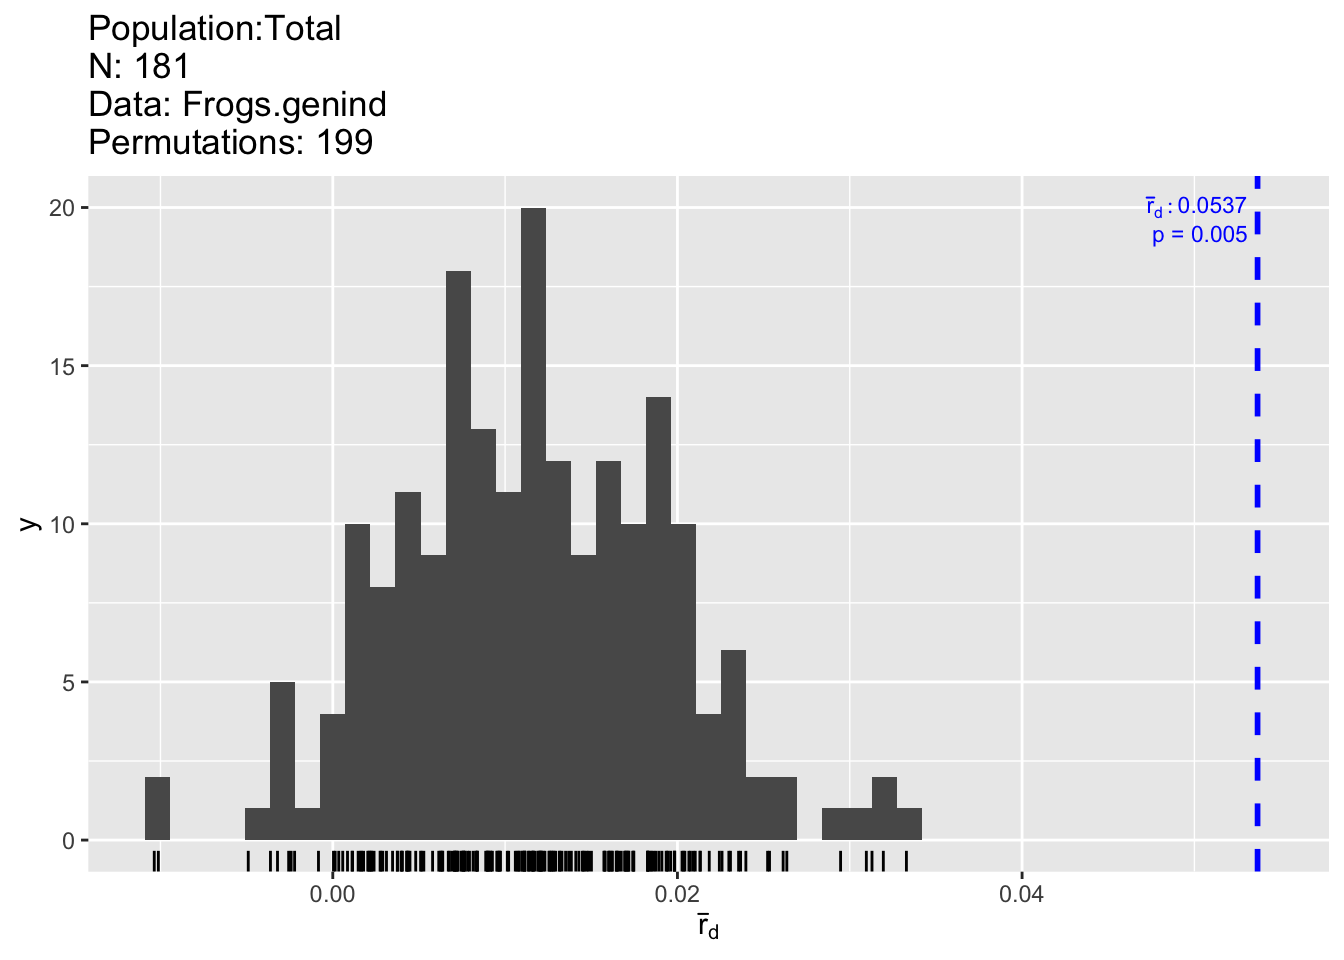 Population:Total
N: 181
Data: Frogs.genind
Permutations: 199
r̄d : 0.0537
p = 0.005
20
15
10
5
0
y
0.00
0.02
0.04
r̄d